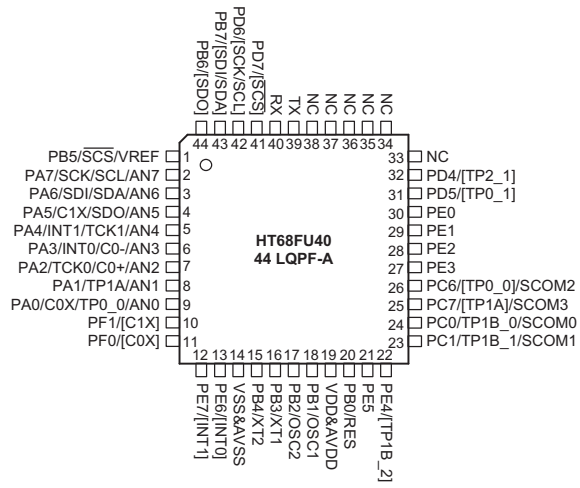 PB6/[SDO]
PB7/[SDI/SDA]
PD6/[SCK/SCL]
PD7/[S̅C̅S̅]
RX
TX
NC
NC
NC
NC
NC
44 43 42 41 40 39 38 37 36 35 34
PB5/S̅C̅S̅/VREF 1
PA7/SCK/SCL/AN7 2
PA6/SDI/SDA/AN6 3
PA5/C1X/SDO/AN5 4
PA4/INT1/TCK1/AN4 5
PA3/INT0/C0-/AN3 6
PA2/TCK0/C0+/AN2 7
PA1/TP1A/AN1 8
PA0/C0X/TP0_0/AN0 9
PF1/[C1X] 10
PF0/[C0X] 11
HT68FU40
44 LQPF-A
33 NC
32 PD4/[TP2_1]
31 PD5/[TP0_1]
30 PE0
29 PE1
28 PE2
27 PE3
26 PC6/[TP0_0]/SCOM2
25 PC7/[TP1A]/SCOM3
24 PC0/TP1B_0/SCOM0
23 PC1/TP1B_1/SCOM1
12 13 14 15 16 17 18 19 20 21 22
PE7/[INT1]
PE6/[INT0]
VSS&AVSS
PB4/XT2
PB3/XT1
PB2/OSC2
PB1/OSC1
VDD&AVDD
PB0/RES
PE5
PE4/[TP1B_2]